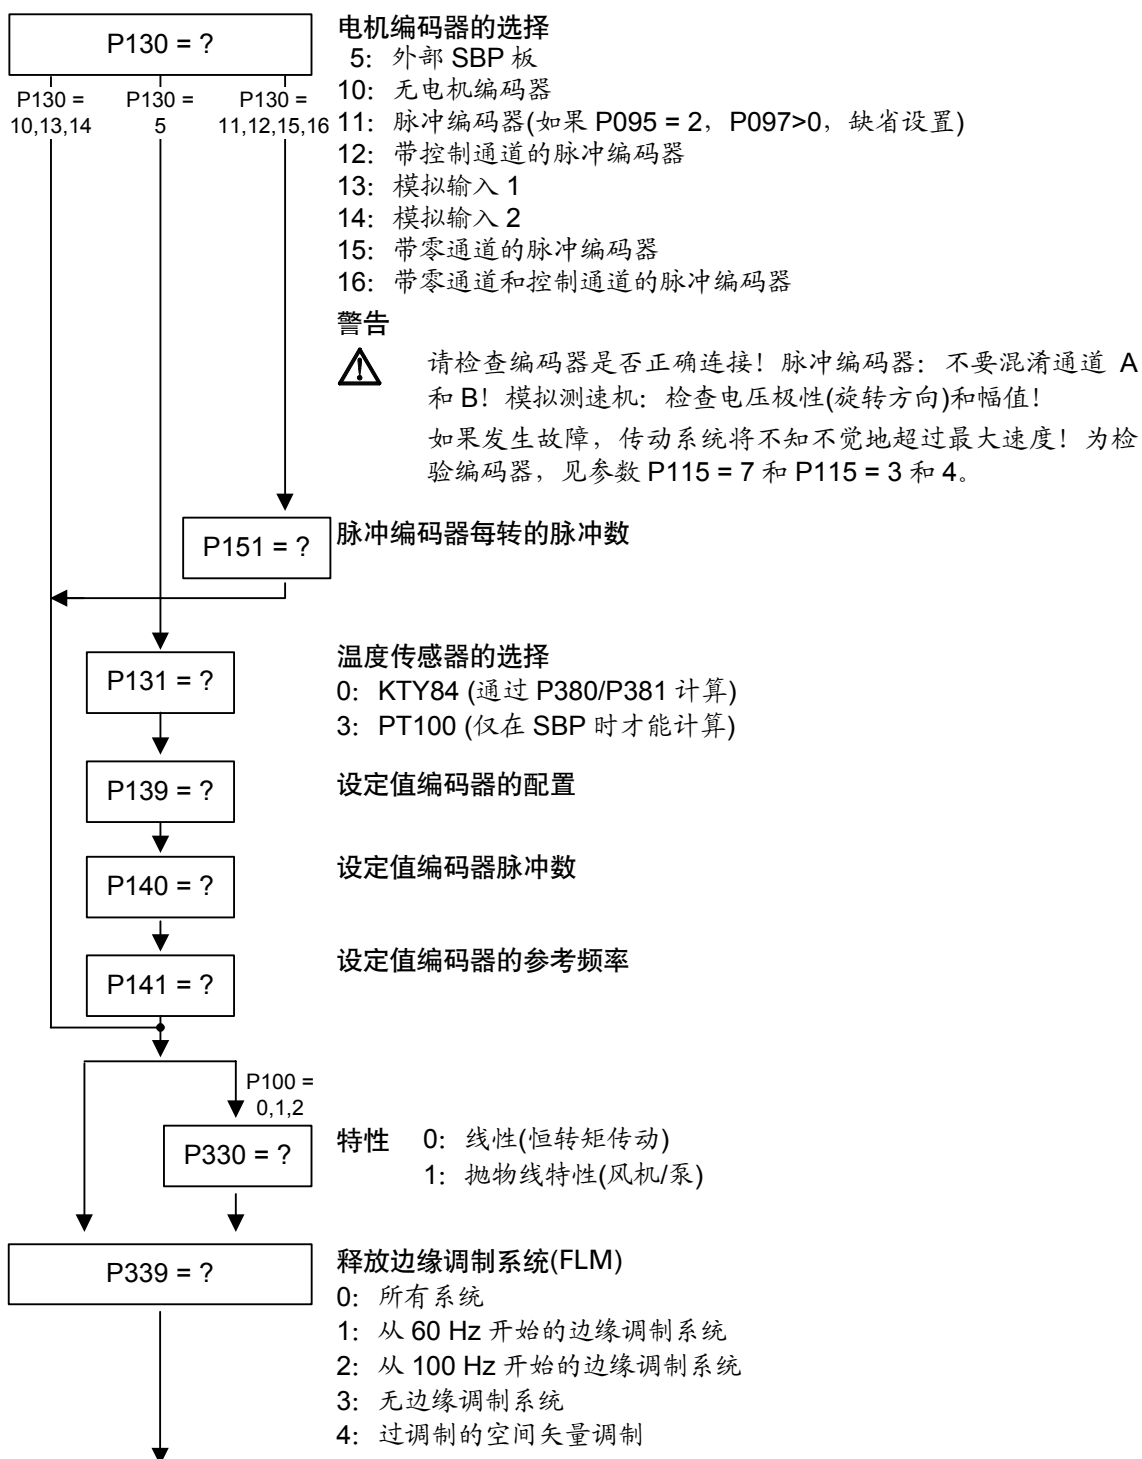 P130 = ?
电机编码器的选择
5：外部 SBP 板
10：无电机编码器
11：脉冲编码器(如果 P095 = 2，P097>0，缺省设置)
12：带控制通道的脉冲编码器
13：模拟输入 1
14：模拟输入 2
15：带零通道的脉冲编码器
16：带零通道和控制通道的脉冲编码器
P130 =
10,13,14
P130 =
5
P130 =
11,12,15,16
警告
请检查编码器是否正确连接！脉冲编码器：不要混淆通道 A
和 B！模拟测速机：检查电压极性(旋转方向)和幅值！
如果发生故障，传动系统将不知不觉地超过最大速度！为检
验编码器，见参数 P115 = 7 和 P115 = 3 和 4。
P151 = ?
脉冲编码器每转的脉冲数
P131 = ?
温度传感器的选择
0：KTY84 (通过 P380/P381 计算)
3：PT100 (仅在 SBP 时才能计算)
P139 = ?
设定值编码器的配置
P140 = ?
设定值编码器脉冲数
P141 = ?
设定值编码器的参考频率
P100 =
0,1,2
P330 = ?
特性 0：线性(恒转矩传动)
1：抛物线特性(风机/泵)
P339 = ?
释放边缘调制系统(FLM)
0：所有系统
1：从 60 Hz 开始的边缘调制系统
2：从 100 Hz 开始的边缘调制系统
3：无边缘调制系统
4：过调制的空间矢量调制